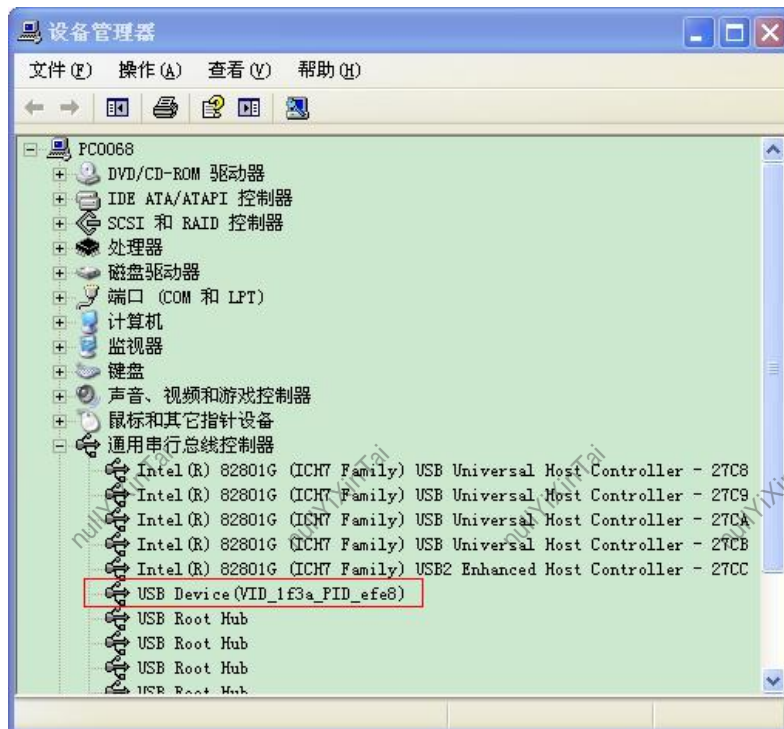 设备管理器
文件(F) 操作(A) 查看(V) 帮助(H)
PC0068
DVD/CD-ROM 驱动器
IDE ATA/ATAPI 控制器
SCSI 和 RAID 控制器
处理器
磁盘驱动器
端口 (COM 和 LPT)
计算机
监视器
键盘
声音、视频和游戏控制器
鼠标和其它指针设备
通用串行总线控制器
Intel(R) 82801G (ICH7 Family) USB Universal Host Controller - 27C8
Intel(R) 82801G (ICH7 Family) USB Universal Host Controller - 27C9
Intel(R) 82801G (ICH7 Family) USB Universal Host Controller - 27CA
Intel(R) 82801G (ICH7 Family) USB Universal Host Controller - 27CB
Intel(R) 82801G (ICH7 Family) USB2 Enhanced Host Controller - 27CC
USB Device(VID_1f3a_PID_efe8)
USB Root Hub
USB Root Hub
USB Root Hub
USB Root Hub
nullYiXinTai
nullYiXinTai
nullYiXinTai
nullYiXin